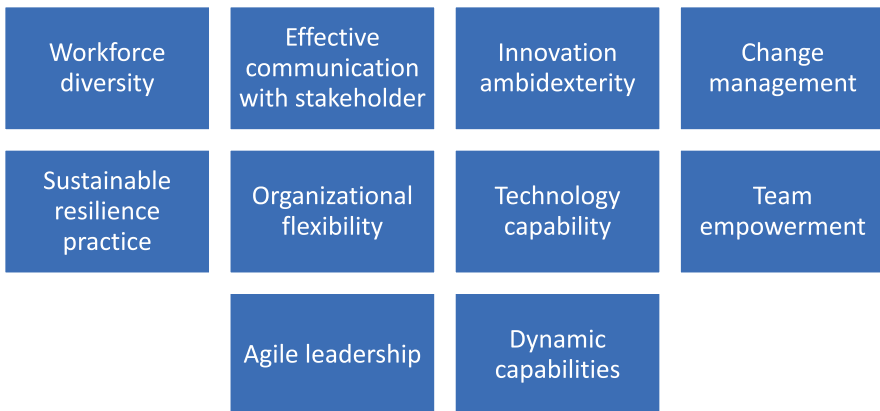 Workforce
diversity
Effective
communication
with stakeholder
Innovation
ambidexterity
Change
management
Sustainable
resilience
practice
Organizational
flexibility
Technology
capability
Team
empowerment
Agile leadership
Dynamic
capabilities